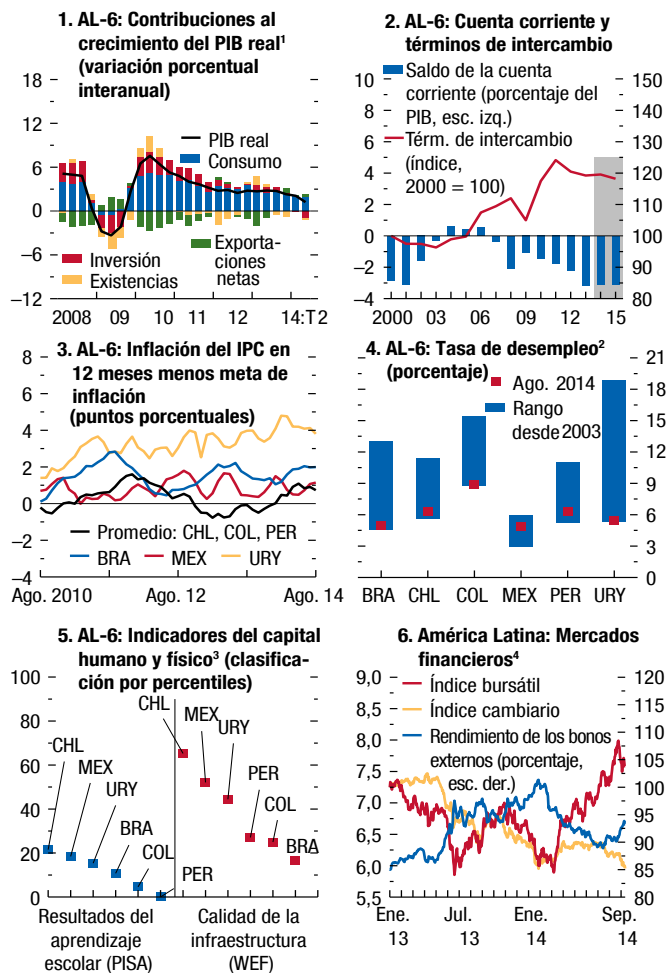 1. AL-6: Contribuciones al
crecimiento del PIB real¹
(variación porcentual
interanual)
18
12
6
0
–6
–12
PIB real
Consumo
Inversión
Existencias
Exporta-
ciones
netas
2008 09 10 11 12 14:T2
2. AL-6: Cuenta corriente y
términos de intercambio
10
8
6
4
2
0
–2
–4
150
140
130
120
110
100
90
80
Saldo de la cuenta
corriente (porcentaje del
PIB, esc. izq.)
Térm. de intercambio
(índice,
2000 = 100)
2000 03 06 09 12 15
3. AL-6: Inflación del IPC en
12 meses menos meta de
inflación
(puntos porcentuales)
8
6
4
2
0
–2
–4
Promedio: CHL, COL, PER
BRA MEX URY
Ago. 2010 Ago. 12 Ago. 14
4. AL-6: Tasa de desempleo²
(porcentaje)
Ago. 2014
Rango
desde 2003
21
18
15
12
9
6
3
0
BRA CHL COL MEX PER URY
5. AL-6: Indicadores del capital
humano y físico³ (clasifica-
ción por percentiles)
100
80
60
40
20
0
CHL
MEX
URY
BRA
COL
PER
CHL
MEX
URY
PER
COL
BRA
Resultados del
aprendizaje
escolar (PISA)
Calidad de la
infraestructura
(WEF)
6. América Latina: Mercados
financieros⁴
9,0
8,5
8,0
7,5
7,0
6,5
6,0
5,5
120
115
110
105
100
95
90
85
80
Índice bursátil
Índice cambiario
Rendimiento de los bonos
externos (porcentaje,
esc. der.)
Ene. Jul. Ene. Sep.
13 13 14 14